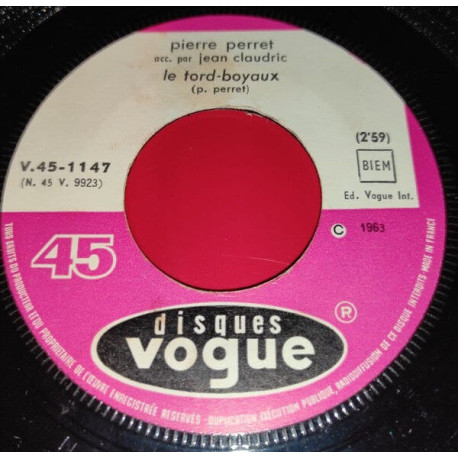 pierre perret
acc. par jean claudric
le tord-boyaux
(p. perret)
V.45-1147
(N. 45 V. 9923)
(2'59)
BIEM
Ed. Vogue Int.
© 1963
45
®
disques
vogue
TOUS DROITS DU PRODUCTEUR ET DU PROPRIETAIRE DE L'ŒUVRE ENREGISTRÉE RESERVÉS - DUPLICATION EXÉCUTION PUBLIQUE, RADIODIFFUSION DE CE DISQUE INTERDITS MADE IN FRANCE